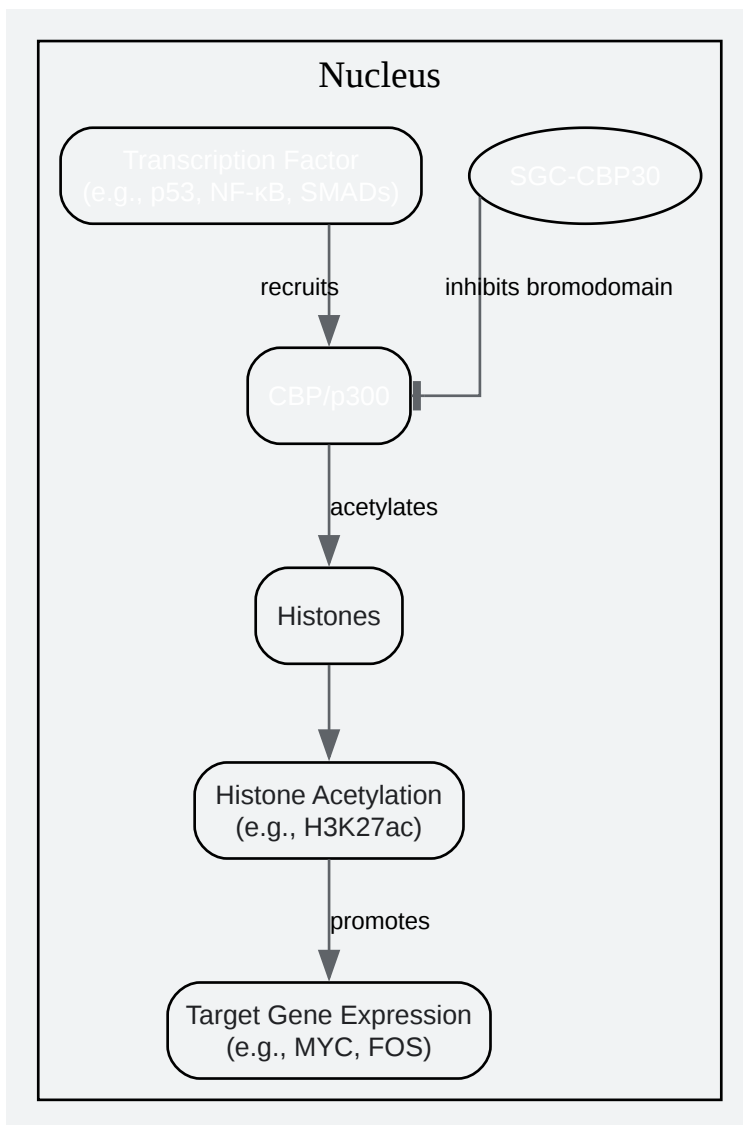 Nucleus
Transcription Factor
(e.g., p53, NF-κB, SMADs)
SGC-CBP30
recruits
inhibits bromodomain
CBP/p300
acetylates
Histones
Histone Acetylation
(e.g., H3K27ac)
promotes
Target Gene Expression
(e.g., MYC, FOS)